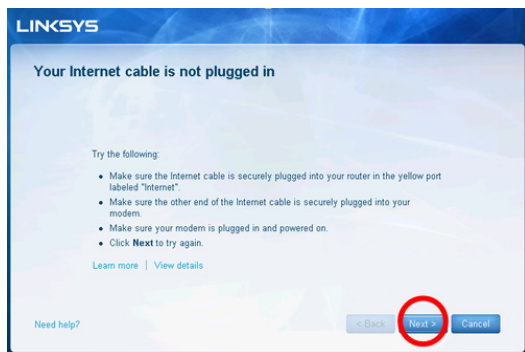 LINKSYS
Your Internet cable is not plugged in
Try the following:
• Make sure the Internet cable is securely plugged into your router in the yellow port
labeled "Internet".
• Make sure the other end of the Internet cable is securely plugged into your
modem.
• Make sure your modem is plugged in and powered on.
• Click Next to try again.
Learn more | View details
Need help? < Back Next > Cancel